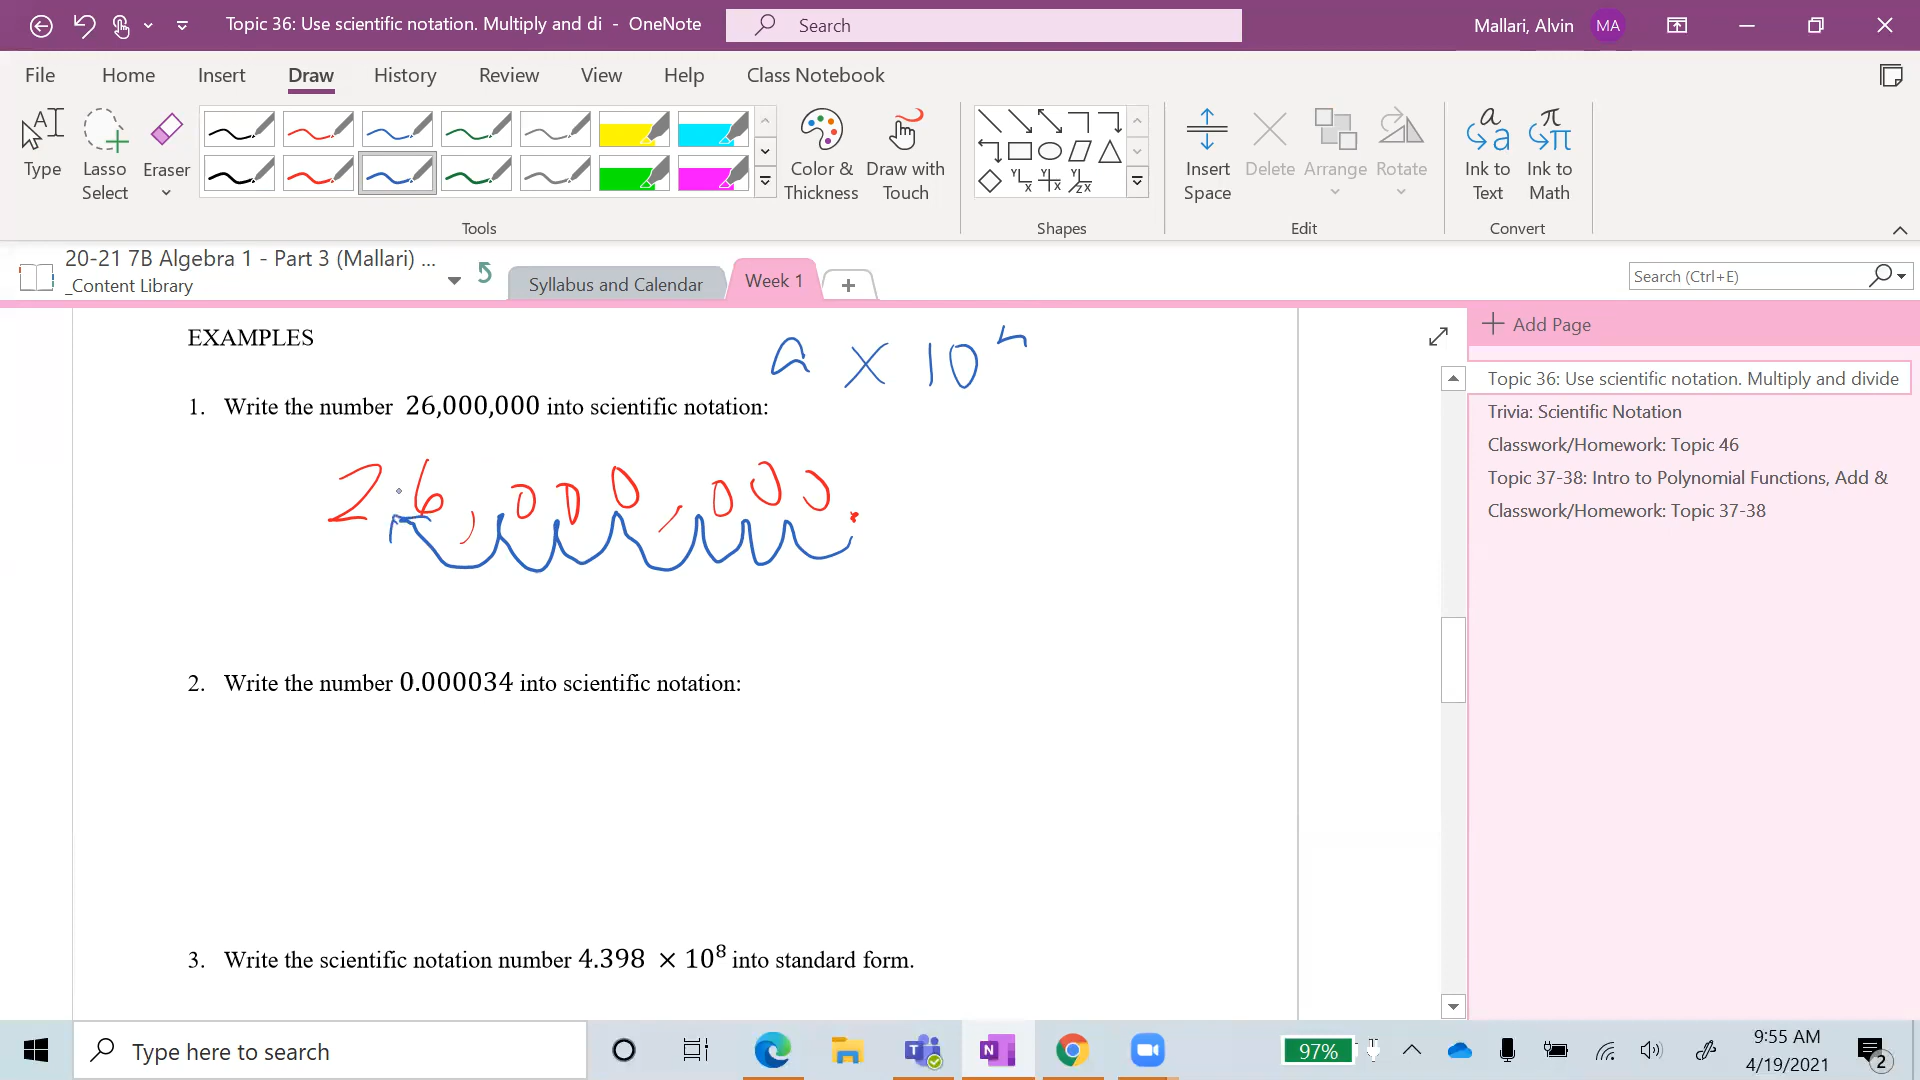 Topic 36: Use scientific notation. Multiply and di - OneNote
Search
Mallari, Alvin
MA
File Home Insert Draw History Review View Help Class Notebook
Type
Lasso Select
Eraser
Color & Thickness
Draw with Touch
Insert Space
Delete
Arrange
Rotate
Ink to Text
Ink to Math
Tools
Shapes
Edit
Convert
20-21 7B Algebra 1 - Part 3 (Mallari) ...
_Content Library
Syllabus and Calendar
Week 1
Search (Ctrl+E)
EXAMPLES
a × 10ⁿ
1. Write the number 26,000,000 into scientific notation:
26,000,000.
2. Write the number 0.000034 into scientific notation:
3. Write the scientific notation number 4.398 × 10⁸ into standard form.
Add Page
Topic 36: Use scientific notation. Multiply and divide
Trivia: Scientific Notation
Classwork/Homework: Topic 46
Topic 37-38: Intro to Polynomial Functions, Add &
Classwork/Homework: Topic 37-38
Type here to search
97%
9:55 AM
4/19/2021
2